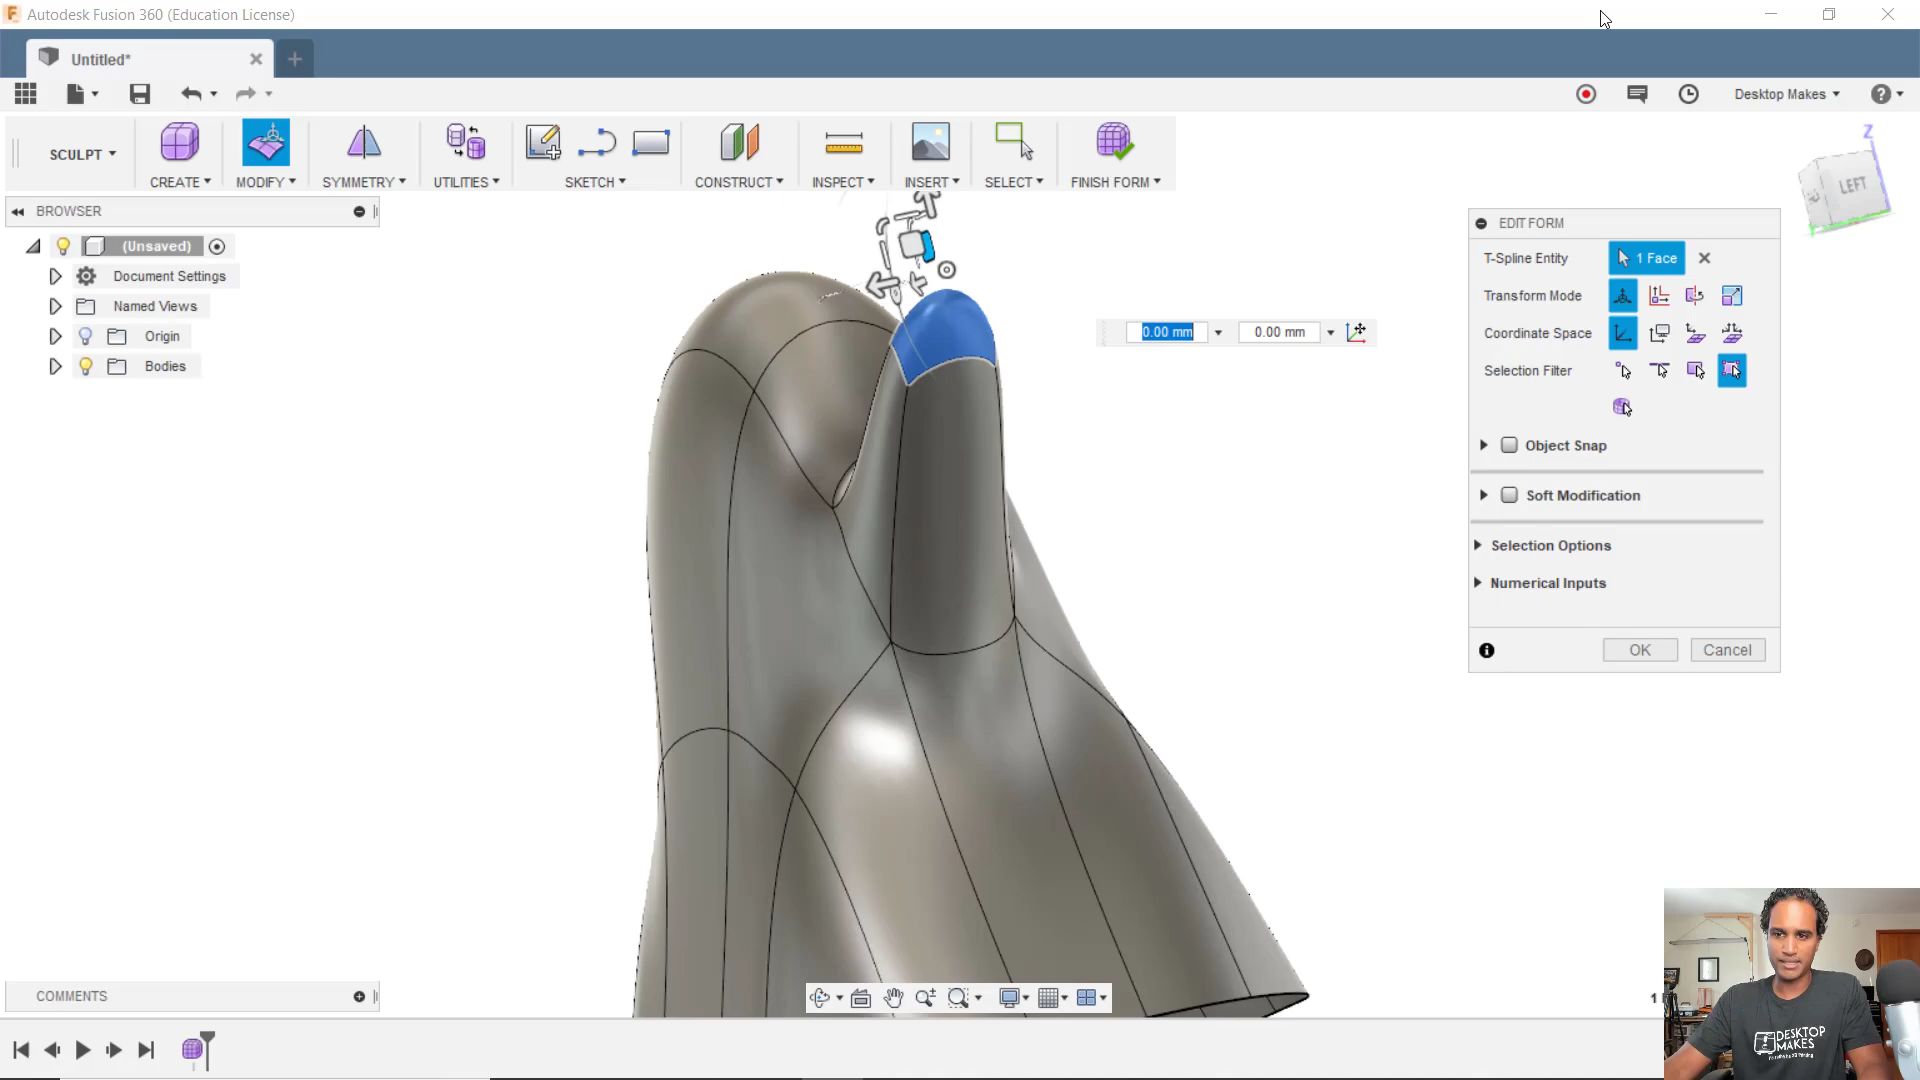 Autodesk Fusion 360 (Education License)
Untitled*
Desktop Makes
SCULPT
CREATE
MODIFY
SYMMETRY
UTILITIES
SKETCH
CONSTRUCT
INSPECT
INSERT
SELECT
FINISH FORM
Z
LEFT
BROWSER
(Unsaved)
Document Settings
Named Views
Origin
Bodies
0.00 mm
0.00 mm
EDIT FORM
T-Spline Entity
1 Face
Transform Mode
Coordinate Space
Selection Filter
Object Snap
Soft Modification
Selection Options
Numerical Inputs
OK
Cancel
COMMENTS
1
DESKTOP
MAKES